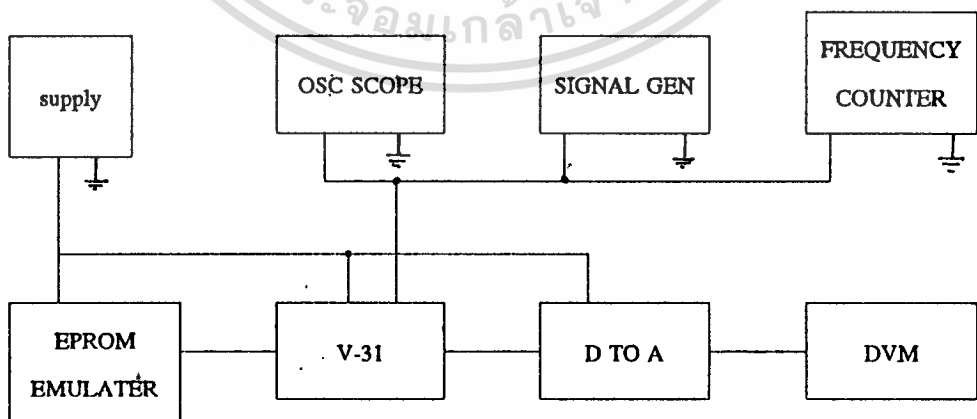 supply
OSC SCOPE
SIGNAL GEN
FREQUENCY
COUNTER
EPROM
EMULATER
V-31
D TO A
DVM